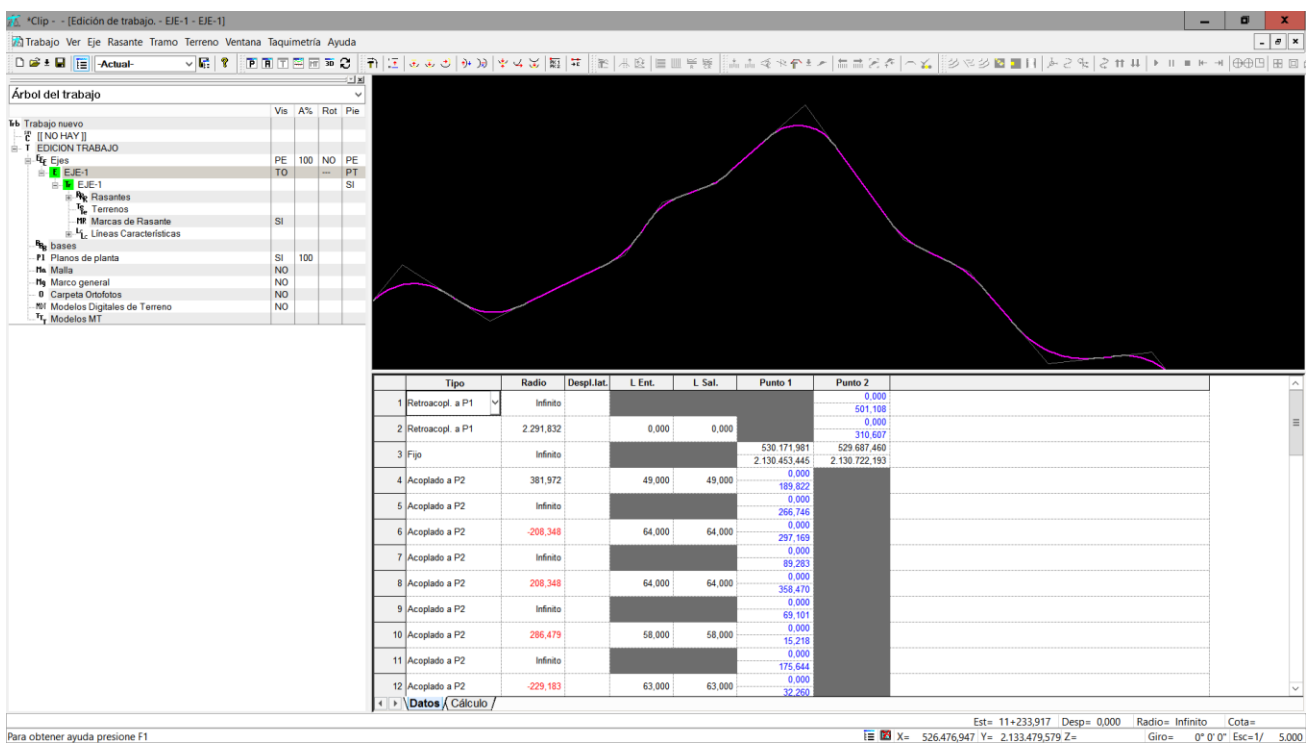 *Clip - - [Edición de trabajo. - EJE-1 - EJE-1]
Trabajo Ver Eje Rasante Tramo Terreno Ventana Taquimetría Ayuda
-Actual-
Árbol del trabajo
Vis A% Rot Pie
Trabajo nuevo
[[ NO HAY ]]
T EDICION TRABAJO
Ejes PE 100 NO PE
EJE-1 TO --- PT
EJE-1 SI
Rasantes
Terrenos
MR Marcas de Rasante SI
Líneas Características
bases
Pl Planos de planta SI 100
Ma Malla NO
Mg Marco general NO
O Carpeta Ortofotos NO
Modelos Digitales de Terreno NO
Modelos MT
Tipo Radio Despl.lat. L Ent. L Sal. Punto 1 Punto 2
1 Retroacopl. a P1 Infinito 0,000
501,108
2 Retroacopl. a P1 2.291,832 0,000 0,000 0,000
310,607
3 Fijo Infinito 530.171,981 529.687,460
2.130.453,445 2.130.722,193
4 Acoplado a P2 381,972 49,000 49,000 0,000
189,822
5 Acoplado a P2 Infinito 0,000
266,746
6 Acoplado a P2 -208,348 64,000 64,000 0,000
297,169
7 Acoplado a P2 Infinito 0,000
89,283
8 Acoplado a P2 208,348 64,000 64,000 0,000
358,470
9 Acoplado a P2 Infinito 0,000
69,101
10 Acoplado a P2 286,479 58,000 58,000 0,000
15,218
11 Acoplado a P2 Infinito 0,000
175,644
12 Acoplado a P2 -229,183 63,000 63,000 0,000
32,260
Datos Cálculo
Est= 11+233,917 Desp= 0,000 Radio= Infinito Cota=
Para obtener ayuda presione F1 X= 526.476,947 Y= 2.133.479,579 Z= Giro= 0° 0' 0" Esc=1/ 5.000